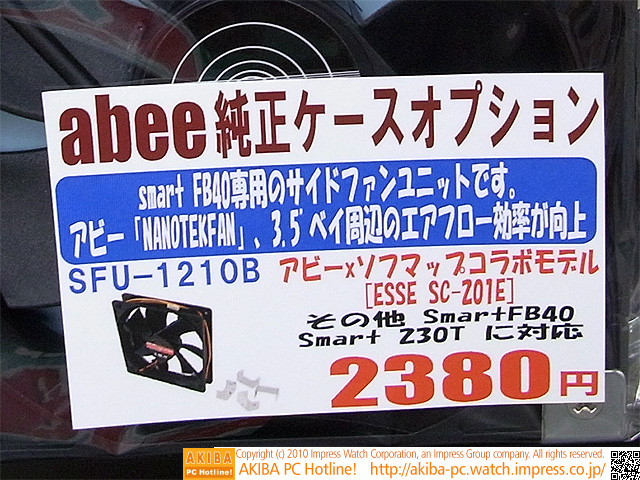 abee純正ケースオプション
smart FB40専用のサイドファンユニットです。
アビー「NANOTEKFAN」、3.5ベイ周辺のエアフロー効率が向上
SFU-1210B
アビー×ソフマップコラボモデル
[ESSE SC-201E]
その他 SmartFB40
Smart 230T に対応
2380円
AKIBA
PC Hotline!
Copyright (c) 2010 Impress Watch Corporation, an Impress Group company. All rights reserved.
AKIBA PC Hotline! http://akiba-pc.watch.impress.co.jp/